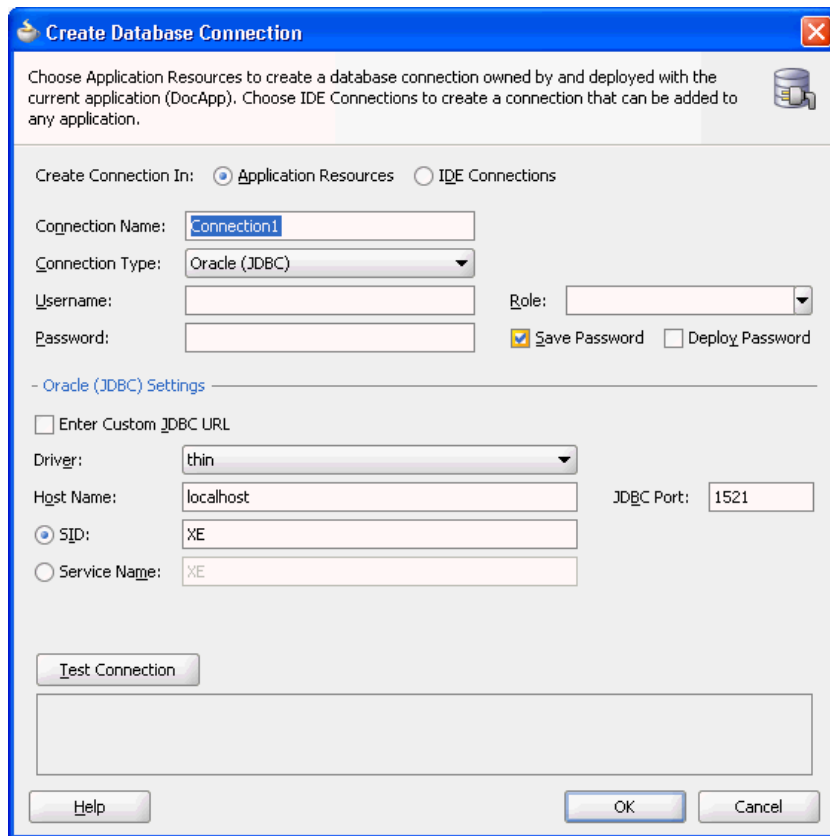 Create Database Connection
Choose Application Resources to create a database connection owned by and deployed with the
current application (DocApp). Choose IDE Connections to create a connection that can be added to
any application.
Create Connection In: Application Resources IDE Connections
Connection Name: Connection1
Connection Type: Oracle (JDBC)
Username: Role:
Password: Save Password Deploy Password
Oracle (JDBC) Settings
Enter Custom JDBC URL
Driver: thin
Host Name: localhost JDBC Port: 1521
SID: XE
Service Name: XE
Test Connection
Help OK Cancel